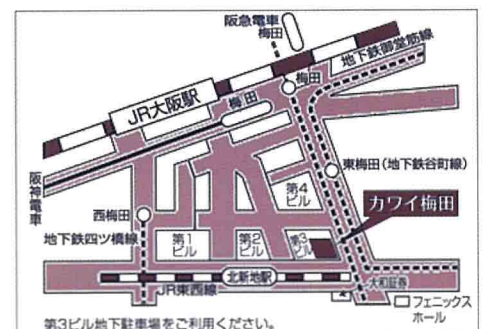 阪急電車
梅田
地下鉄御堂筋線
梅田
JR大阪駅
梅田
東梅田(地下鉄谷町線)
阪神電車
第4
ビル
カワイ梅田
西梅田
地下鉄四ツ橋線
第1
ビル
第2
ビル
第3
ビル
北新地駅
JR東西線
大和証券
フェニックス
ホール
第3ビル地下駐車場をご利用ください。